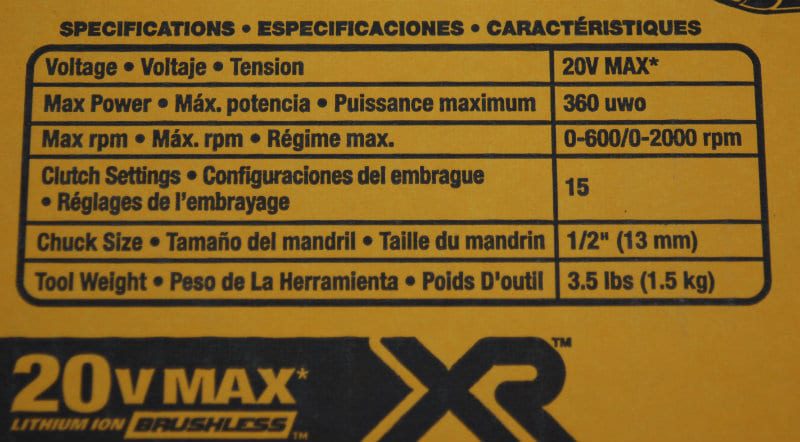 SPECIFICATIONS • ESPECIFICACIONES • CARACTÉRISTIQUES
Voltage • Voltaje • Tension 20V MAX*
Max Power • Máx. potencia • Puissance maximum 360 uwo
Max rpm • Máx. rpm • Régime max. 0-600/0-2000 rpm
Clutch Settings • Configuraciones del embrague
• Réglages de l'embrayage 15
Chuck Size • Tamaño del mandril • Taille du mandrin 1/2" (13 mm)
Tool Weight • Peso de La Herramienta • Poids D'outil 3.5 lbs (1.5 kg)
20V MAX* XR™
LITHIUM ION BRUSHLESS™